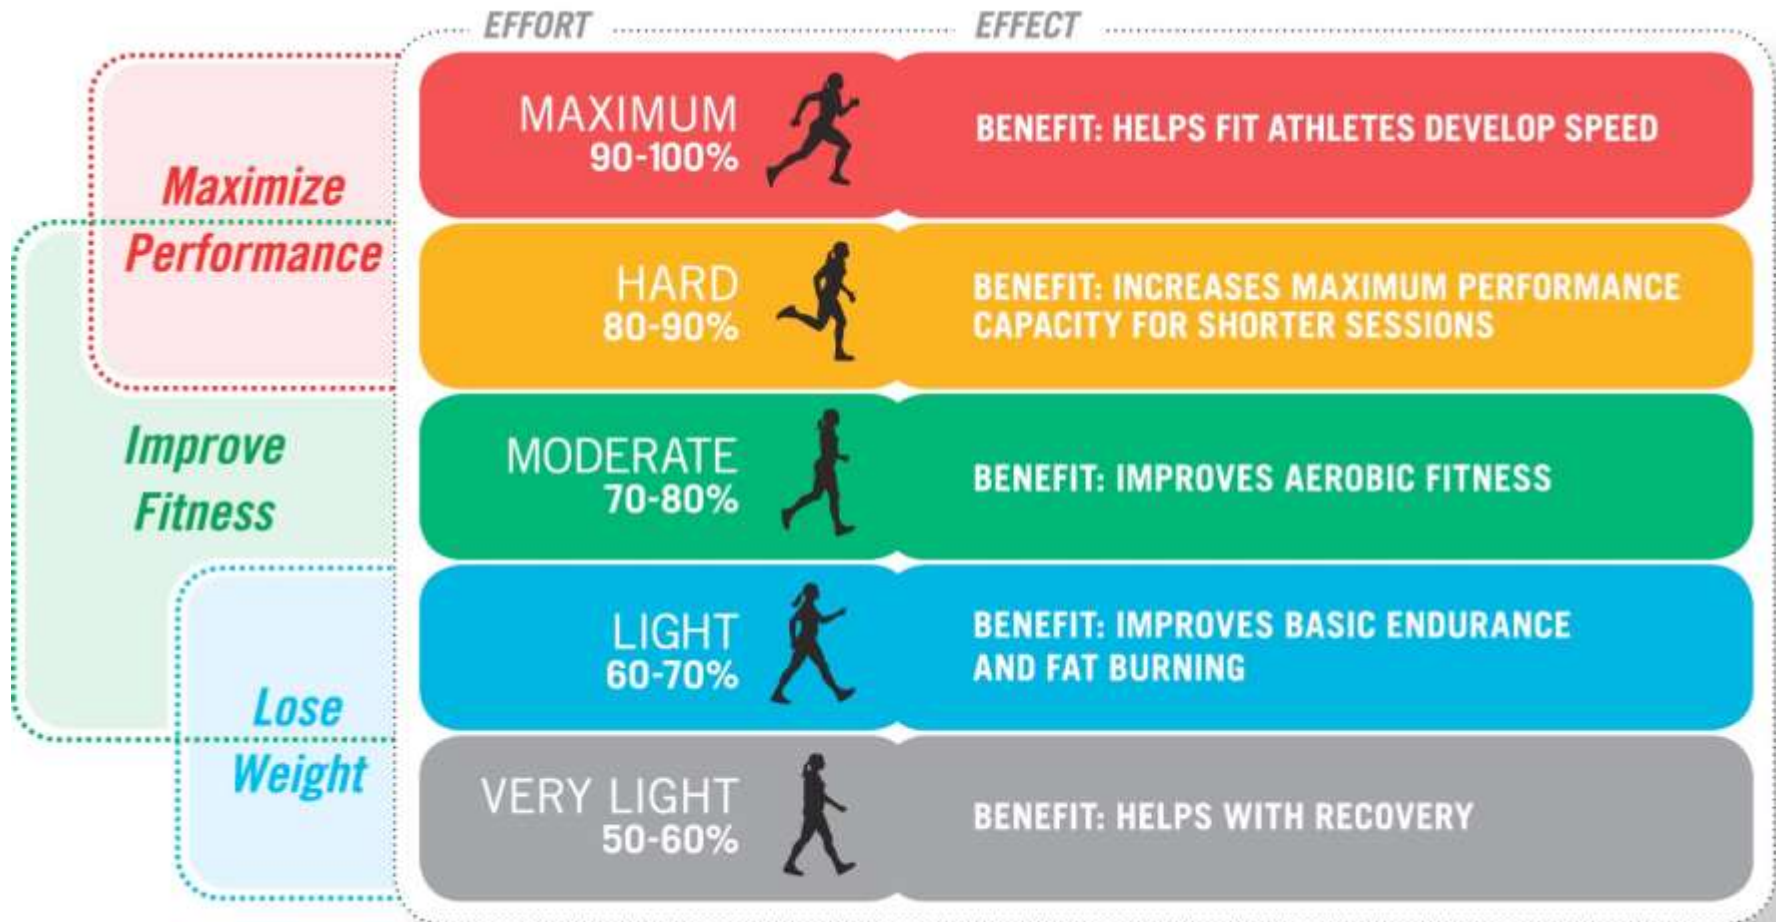 EFFORT
EFFECT
Maximize
Performance
Improve
Fitness
Lose
Weight
MAXIMUM
90-100%
BENEFIT: HELPS FIT ATHLETES DEVELOP SPEED
HARD
80-90%
BENEFIT: INCREASES MAXIMUM PERFORMANCE
CAPACITY FOR SHORTER SESSIONS
MODERATE
70-80%
BENEFIT: IMPROVES AEROBIC FITNESS
LIGHT
60-70%
BENEFIT: IMPROVES BASIC ENDURANCE
AND FAT BURNING
VERY LIGHT
50-60%
BENEFIT: HELPS WITH RECOVERY